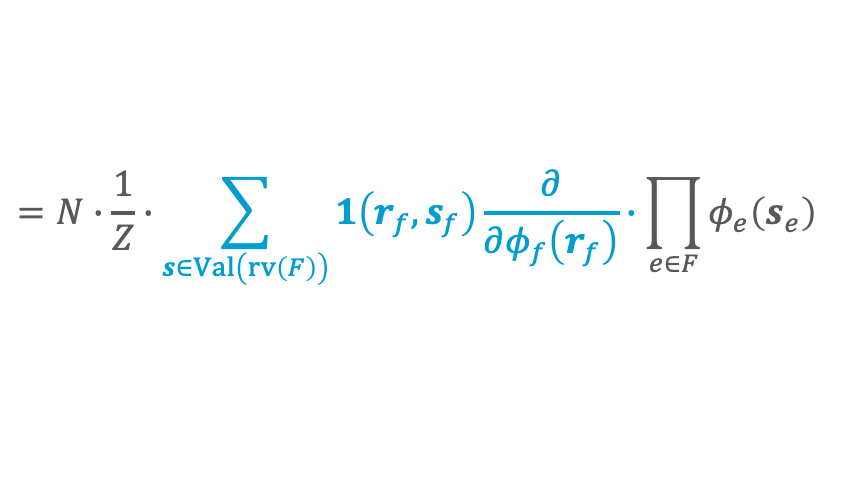 = N · 1/Z · ∑_{s∈Val(rv(F))} 1(r_f, s_f) ∂/∂ϕ_f(r_f) · ∏_{e∈F} ϕ_e(s_e)